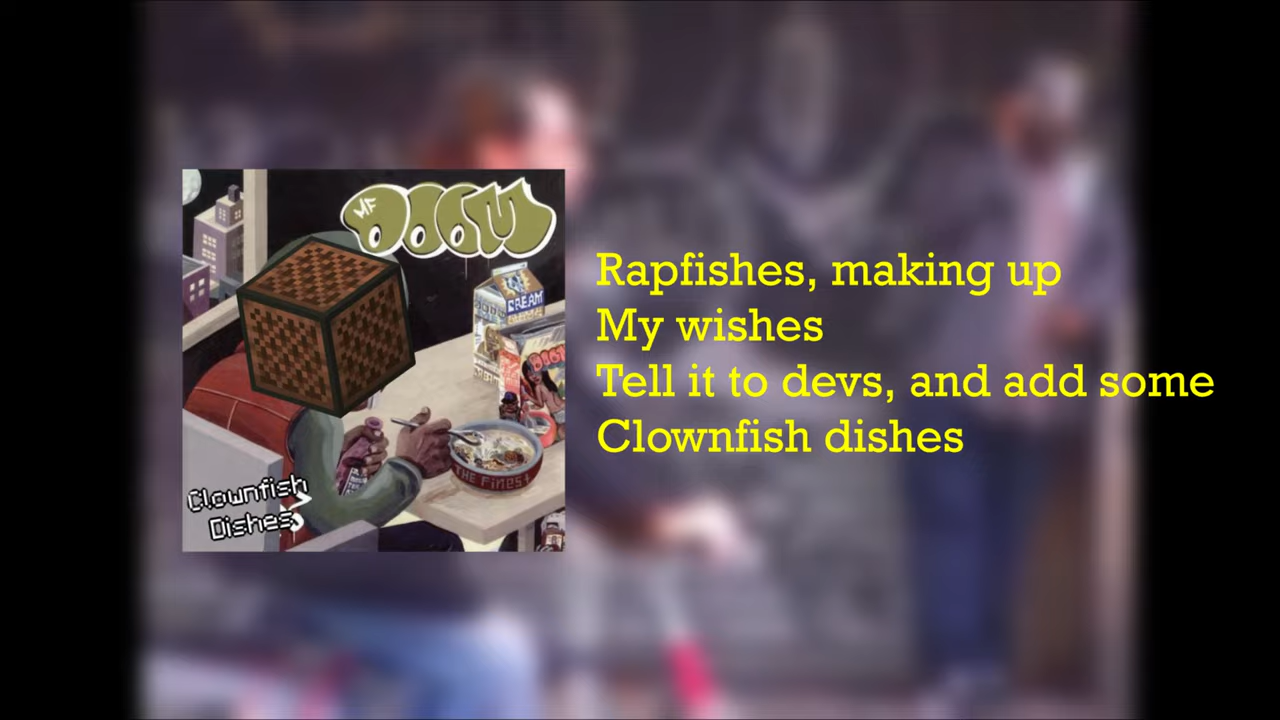 MF DOOM
CREAM
DOOM
THE FINEST
Clownfish
Dishes
Rapfishes, making up
My wishes
Tell it to devs, and add some
Clownfish dishes